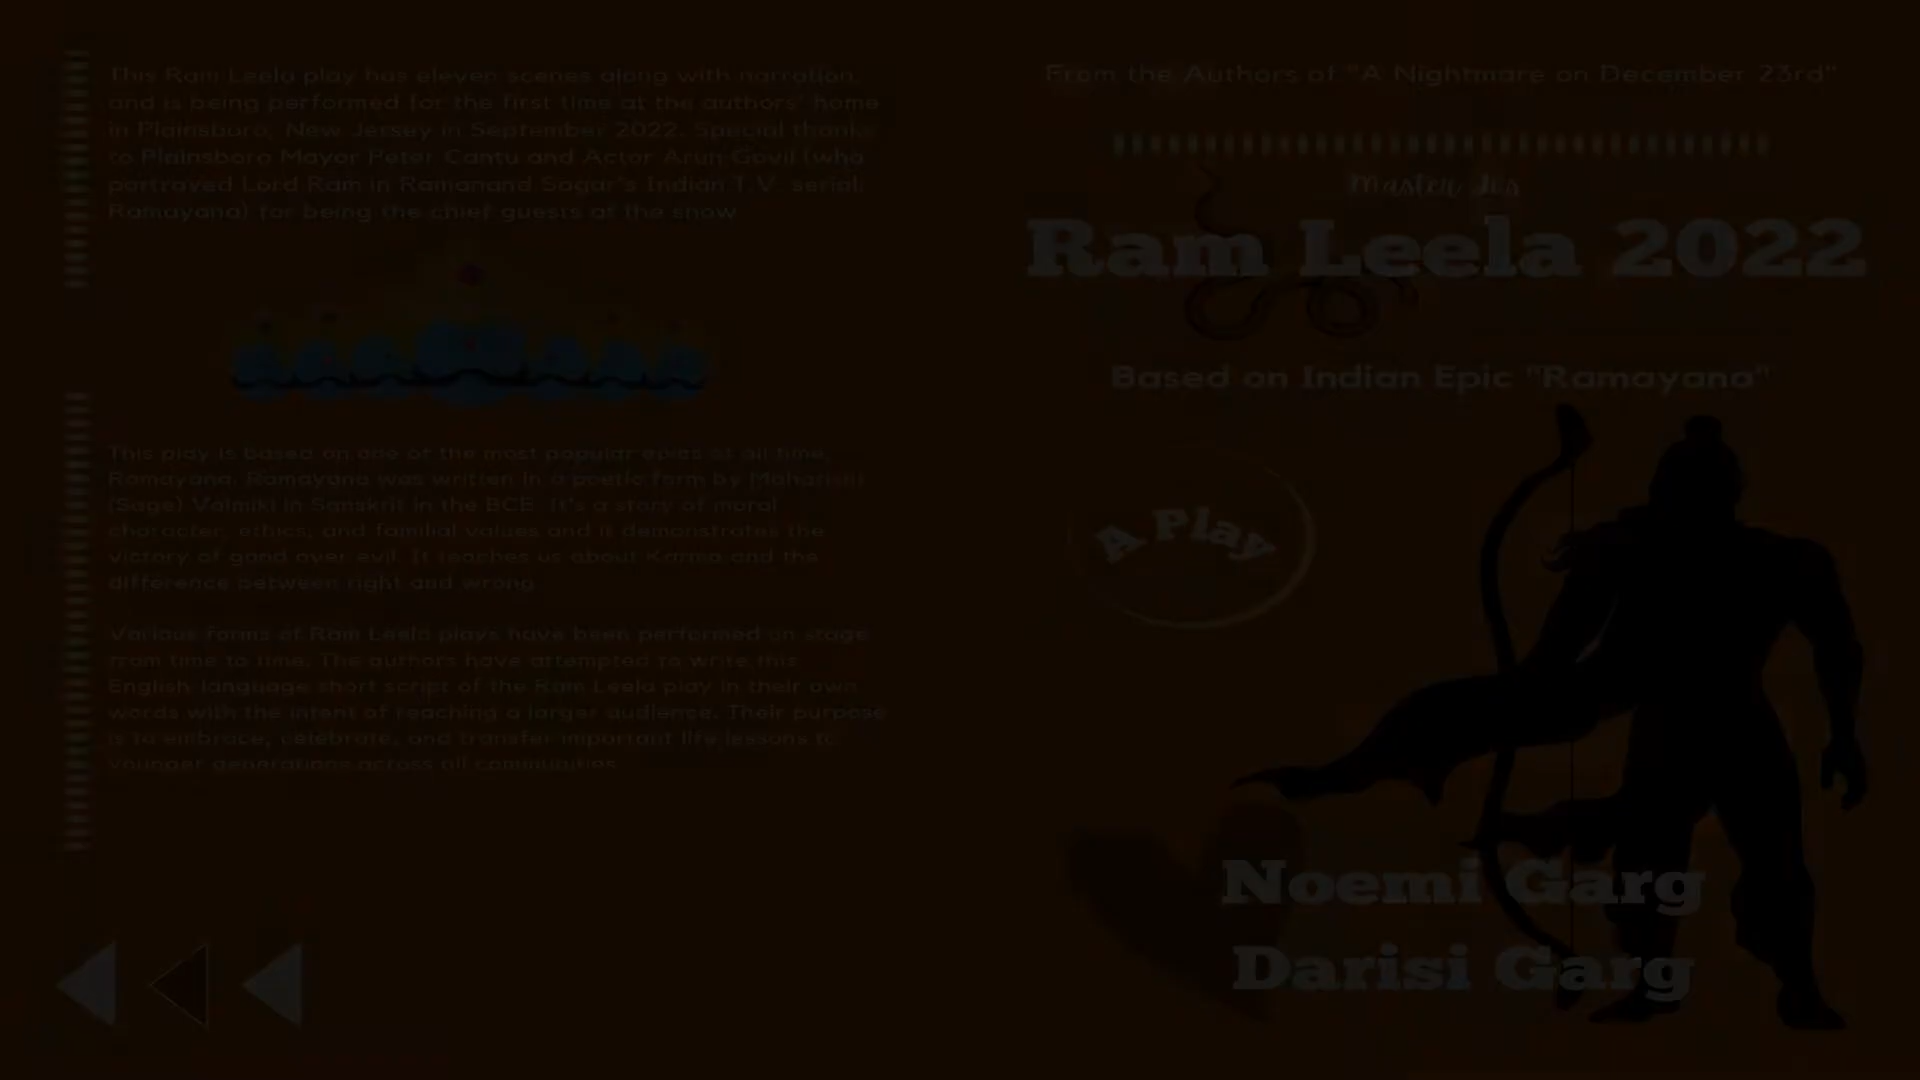 This Ram Leela play has eleven scenes along with narration,
and is being performed for the first time at the authors' home
in Plainsboro, New Jersey in September 2022. Special thanks
to Plainsboro Mayor Peter Cantu and Actor Arun Govil (who
portrayed Lord Ram in Ramanand Sagar's Indian T.V. serial,
Ramayana) for being the chief guests at the show
This play is based on one of the most popular epics of all time,
Ramayana. Ramayana was written in a poetic form by Maharishi
(Sage) Valmiki in Sanskrit in the BCE. It's a story of moral
character, ethics, and familial values and it demonstrates the
victory of good over evil. It teaches us about Karma and the
difference between right and wrong.
Various forms of Ram Leela plays have been performed on stage
from time to time. The authors have attempted to write this
English-language short script of the Ram Leela play in their own
words with the intent of reaching a larger audience. Their purpose
is to embrace, celebrate, and transfer important life lessons to
younger generations across all communities.
From the Authors of "A Nightmare on December 23rd"
Ram Leela 2022
Based on Indian Epic "Ramayana"
A Play
Noemi Garg
Darisi Garg